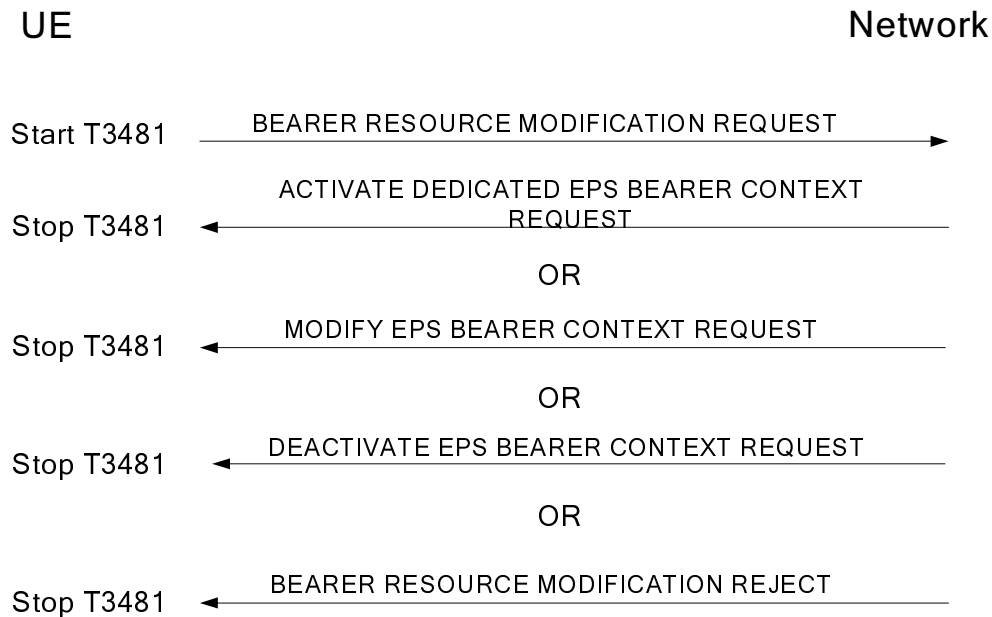 UE
Network
Start T3481
BEARER RESOURCE MODIFICATION REQUEST
ACTIVATE DEDICATED EPS BEARER CONTEXT
REQUEST
Stop T3481
OR
MODIFY EPS BEARER CONTEXT REQUEST
Stop T3481
OR
DEACTIVATE EPS BEARER CONTEXT REQUEST
Stop T3481
OR
BEARER RESOURCE MODIFICATION REJECT
Stop T3481